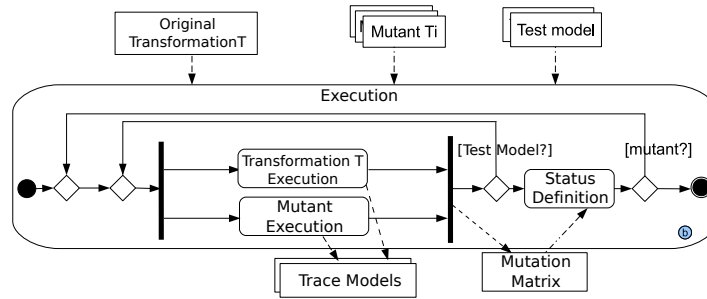 Original
TransformationT
Mutant Ti
Test model
Execution
[Test Model?]
[mutant?]
Transformation T
Execution
Status
Definition
Mutant
Execution
b
Trace Models
Mutation
Matrix